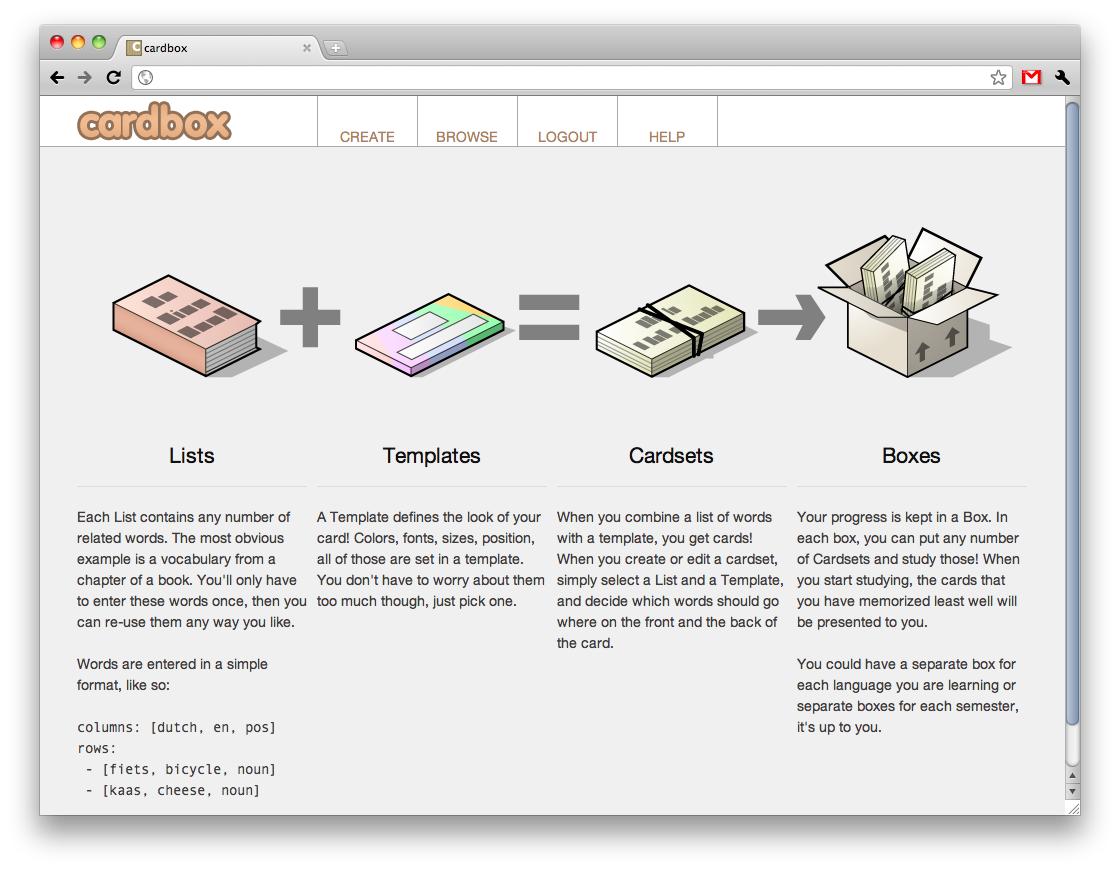 cardbox
cardbox
CREATE
BROWSE
LOGOUT
HELP
Lists
Each List contains any number of
related words. The most obvious
example is a vocabulary from a
chapter of a book. You'll only have
to enter these words once, then you
can re-use them any way you like.
Words are entered in a simple
format, like so:
columns: [dutch, en, pos]
rows:
- [fiets, bicycle, noun]
- [kaas, cheese, noun]
Templates
A Template defines the look of your
card! Colors, fonts, sizes, position,
all of those are set in a template.
You don't have to worry about them
too much though, just pick one.
Cardsets
When you combine a list of words
with a template, you get cards!
When you create or edit a cardset,
simply select a List and a Template,
and decide which words should go
where on the front and the back of
the card.
Boxes
Your progress is kept in a Box. In
each box, you can put any number
of Cardsets and study those! When
you start studying, the cards that
you have memorized least well will
be presented to you.
You could have a separate box for
each language you are learning or
separate boxes for each semester,
it's up to you.